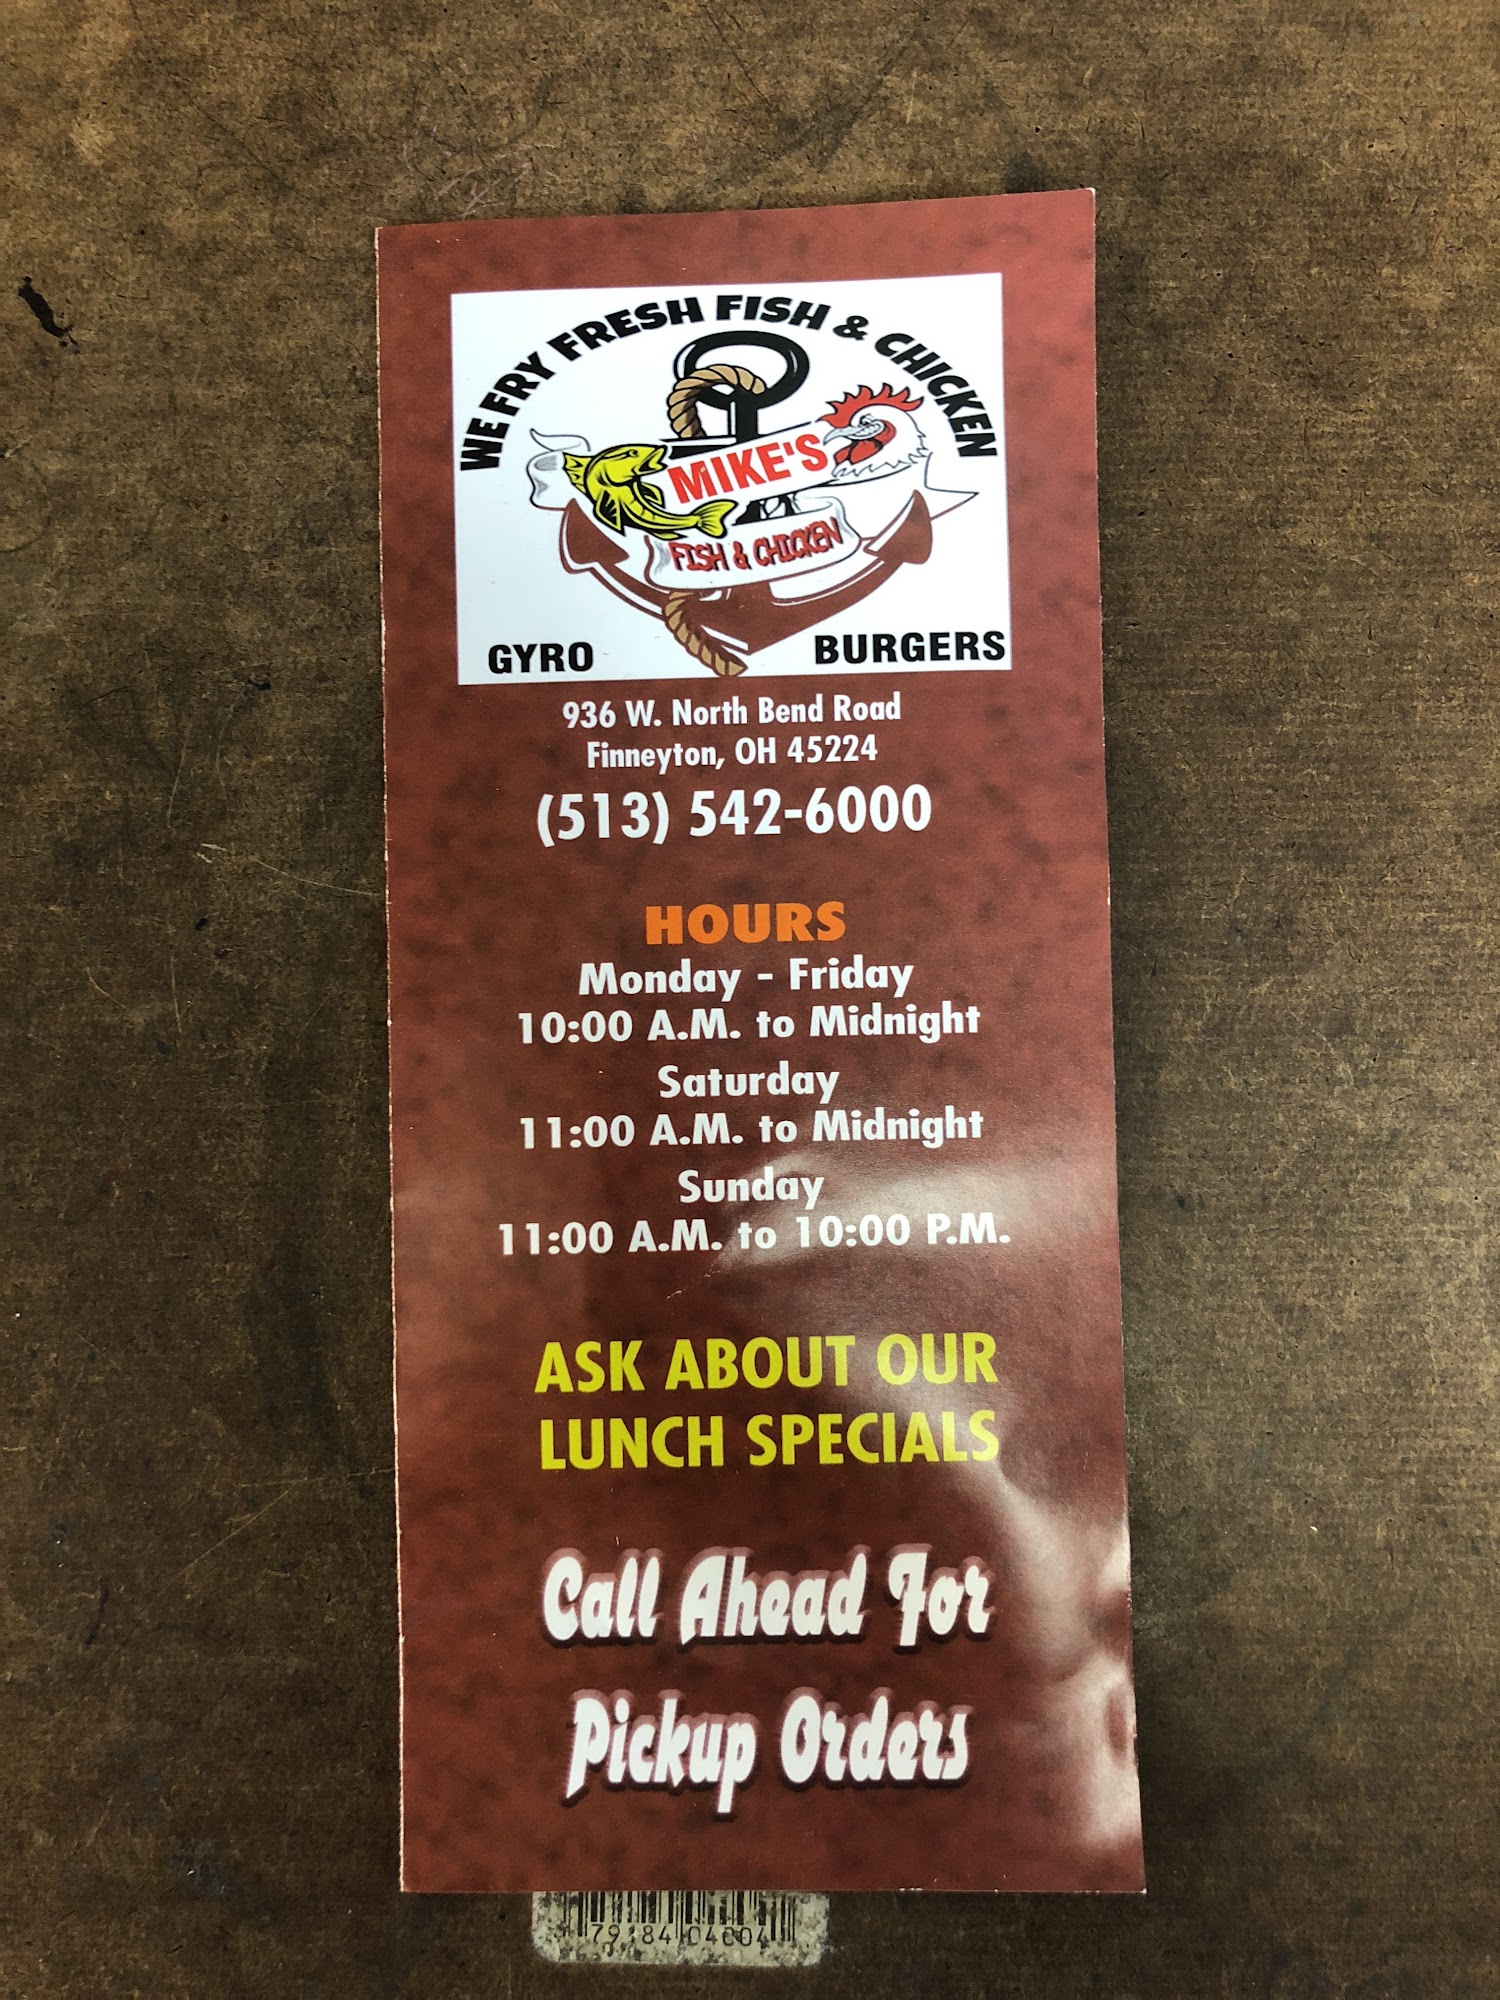 WE FRY FRESH FISH & CHICKEN
MIKE'S
FISH & CHICKEN
GYRO
BURGERS
936 W. North Bend Road
Finneyton, OH 45224
(513) 542-6000
HOURS
Monday - Friday
10:00 A.M. to Midnight
Saturday
11:00 A.M. to Midnight
Sunday
11:00 A.M. to 10:00 P.M.
ASK ABOUT OUR
LUNCH SPECIALS
Call Ahead For
Pickup Orders